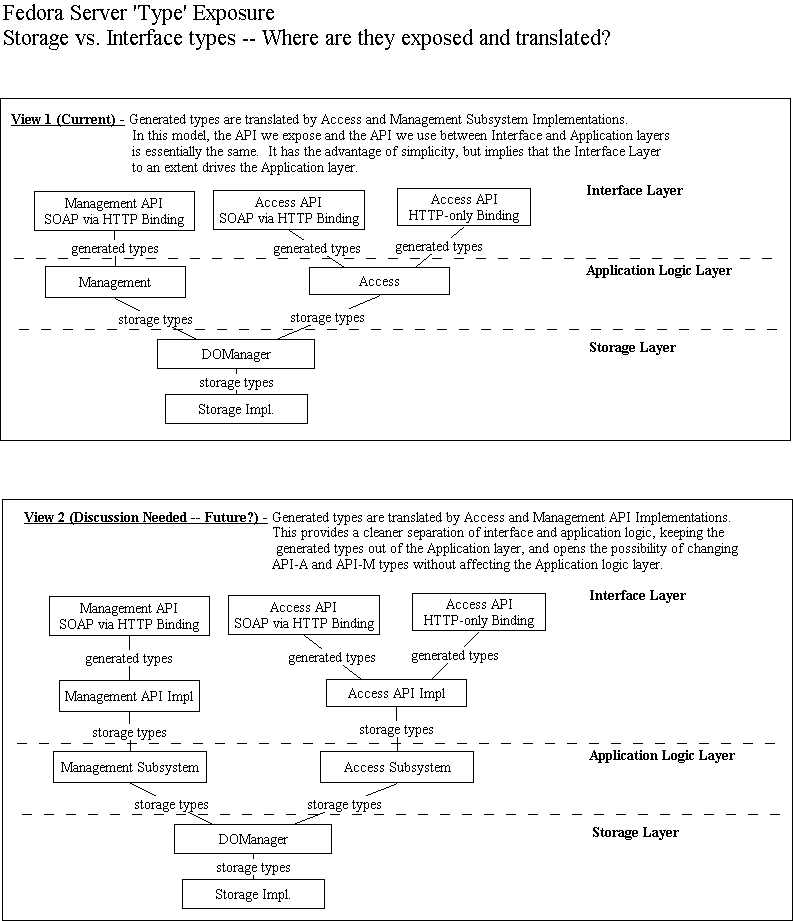 Fedora Server 'Type' Exposure
Storage vs. Interface types -- Where are they exposed and translated?
View 1 (Current) - Generated types are translated by Access and Management Subsystem Implementations.
In this model, the API we expose and the API we use between Interface and Application layers
is essentially the same. It has the advantage of simplicity, but implies that the Interface Layer
to an extent drives the Application layer.
Interface Layer
Management API
SOAP via HTTP Binding
Access API
SOAP via HTTP Binding
Access API
HTTP-only Binding
generated types
generated types
generated types
Application Logic Layer
Management
Access
storage types
storage types
Storage Layer
DOManager
storage types
Storage Impl.
View 2 (Discussion Needed -- Future?) - Generated types are translated by Access and Management API Implementations.
This provides a cleaner separation of interface and application logic, keeping the
generated types out of the Application layer, and opens the possibility of changing
API-A and API-M types without affecting the Application logic layer.
Interface Layer
Management API
SOAP via HTTP Binding
Access API
SOAP via HTTP Binding
Access API
HTTP-only Binding
generated types
generated types
generated types
Management API Impl
Access API Impl
storage types
storage types
Application Logic Layer
Management Subsystem
Access Subsystem
storage types
storage types
Storage Layer
DOManager
storage types
Storage Impl.